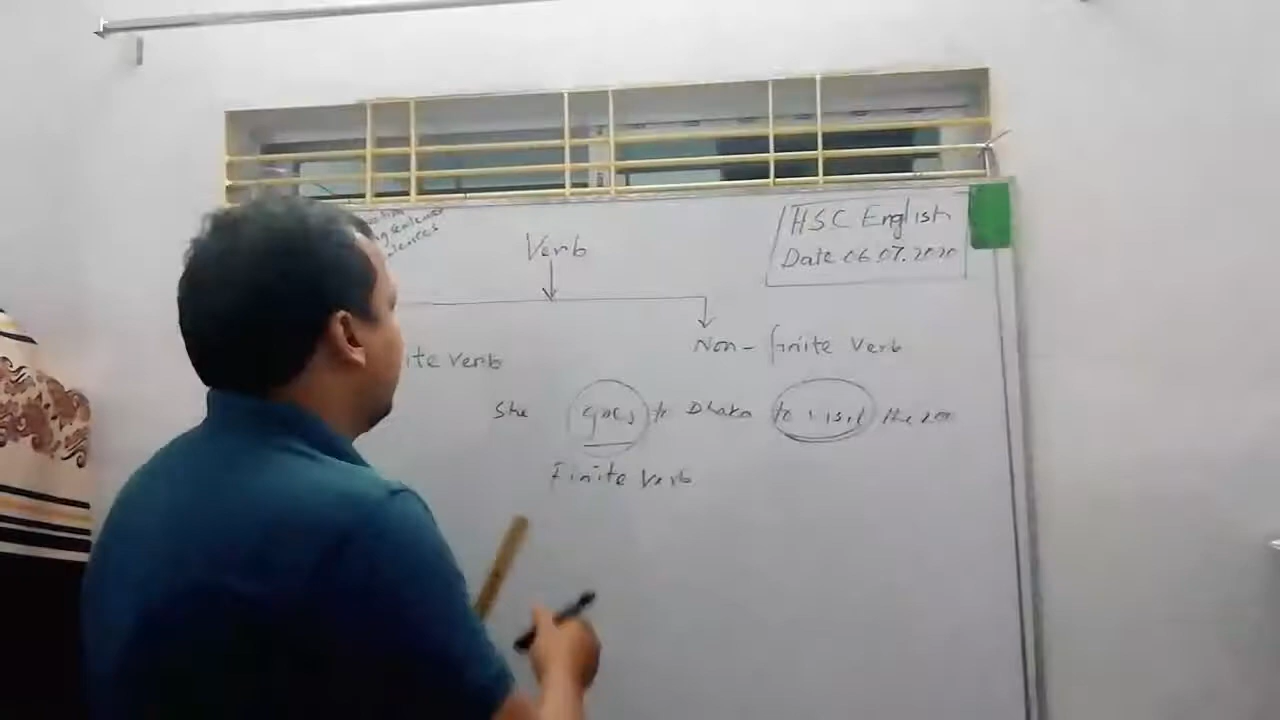 sentences
Verb
HSC English
Date 06.07.2020
ite verb
Non-finite verb
She goes to Dhaka to visit the zoo
Finite Verb